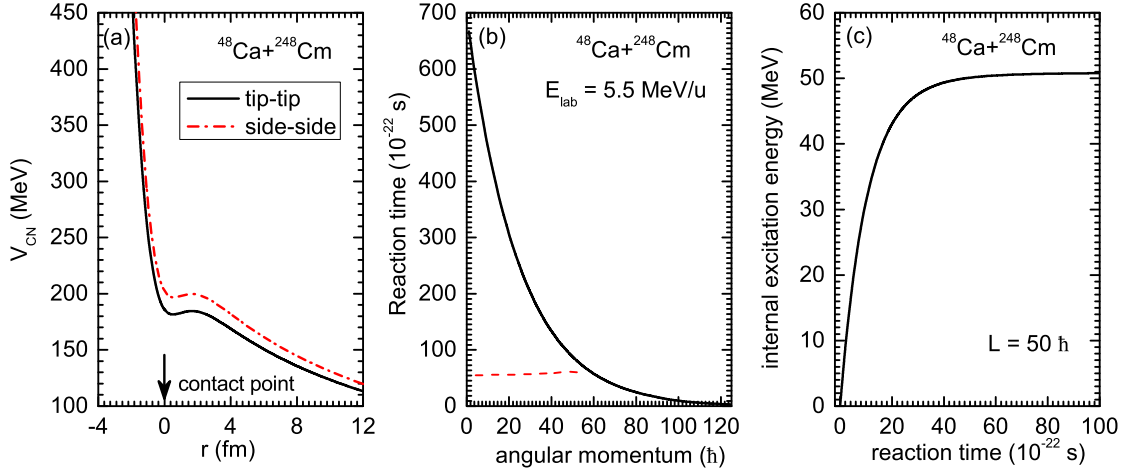 (a)
⁴⁸Ca+²⁴⁸Cm
tip-tip
side-side
contact point
450
400
350
300
250
200
150
100
-4
0
4
8
12
V_CN (MeV)
r (fm)
(b)
⁴⁸Ca+²⁴⁸Cm
E_lab = 5.5 MeV/u
700
600
500
400
300
200
100
0
0
20
40
60
80
100
120
Reaction time (10⁻²² s)
angular momentum (ħ)
(c)
⁴⁸Ca+²⁴⁸Cm
L = 50 ħ
60
50
40
30
20
10
0
0
20
40
60
80
100
internal excitation energy (MeV)
reaction time (10⁻²² s)